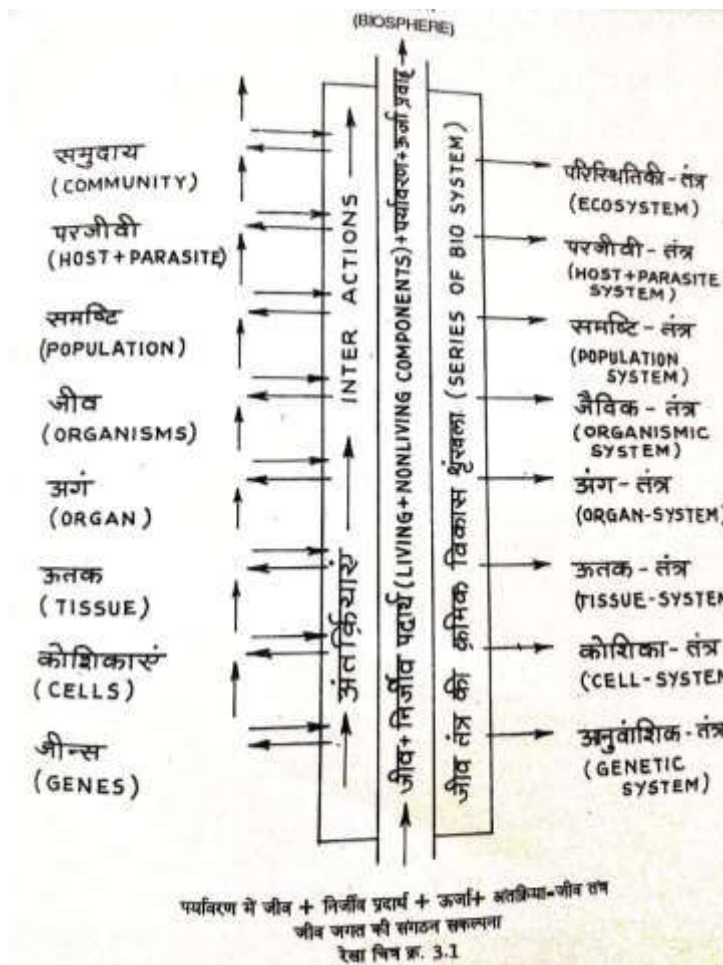 (BIOSPHERE)
समुदाय
(COMMUNITY)
परजीवी
(HOST+PARASITE)
समष्टि
(POPULATION)
जीव
(ORGANISMS)
अगं
(ORGAN)
ऊतक
(TISSUE)
कोशिकाएं
(CELLS)
जीन्स
(GENES)
अंतर्क्रियाएं INTER ACTIONS
जीव+निर्जीव पदार्थ (LIVING+NONLIVING COMPONENTS)+पर्यावरण+ऊर्जा प्रवाह
जीव तंत्र की क्रमिक विकास श्रृंखला (SERIES OF BIO SYSTEM)
परिस्थितिकी-तंत्र
(ECOSYSTEM)
परजीवी-तंत्र
(HOST+PARASITE
SYSTEM)
समष्टि-तंत्र
(POPULATION
SYSTEM)
जैविक-तंत्र
(ORGANISMIC
SYSTEM)
अंग-तंत्र
(ORGAN-SYSTEM)
ऊतक-तंत्र
(TISSUE-SYSTEM
कोशिका-तंत्र
(CELL-SYSTEM
अनुवांशिक-तंत्र
(GENETIC
SYSTEM)
पर्यावरण में जीव + निर्जीव प्रदार्थ + ऊर्जा+ अंतक्रिया-जीव तंत्र
जीव जगत की संगठन सकल्पना
रेखा चित्र क्र. 3.1